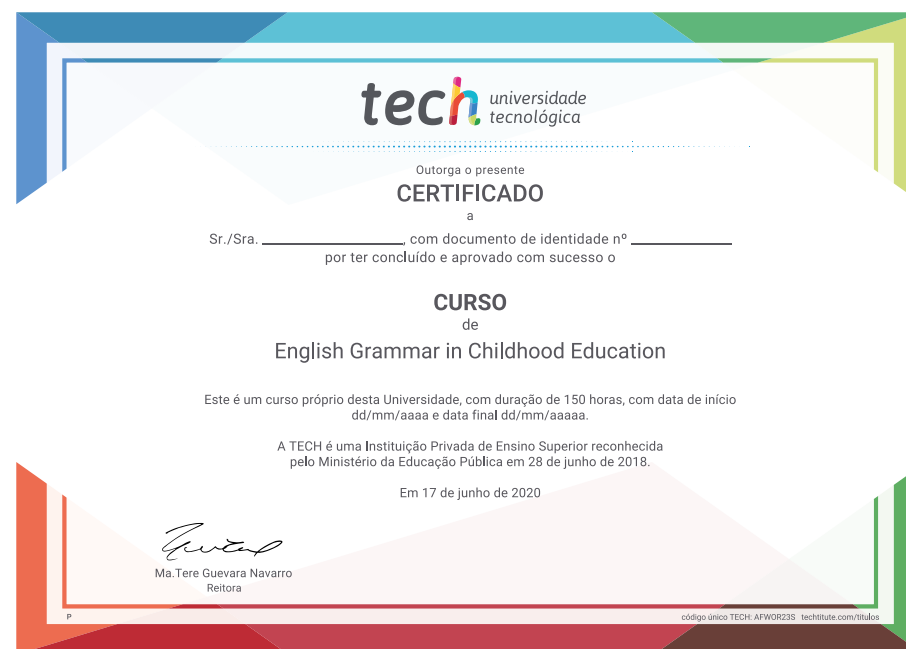 tech universidade
tecnológica
Outorga o presente
CERTIFICADO
a
Sr./Sra. ________________, com documento de identidade nº ____________
por ter concluído e aprovado com sucesso o
CURSO
de
English Grammar in Childhood Education
Este é um curso próprio desta Universidade, com duração de 150 horas, com data de início
dd/mm/aaaa e data final dd/mm/aaaaa.
A TECH é uma Instituição Privada de Ensino Superior reconhecida
pelo Ministério da Educação Pública em 28 de junho de 2018.
Em 17 de junho de 2020
Ma.Tere Guevara Navarro
Reitora
P
código único TECH: AFWOR23S techtitute.com/titulos